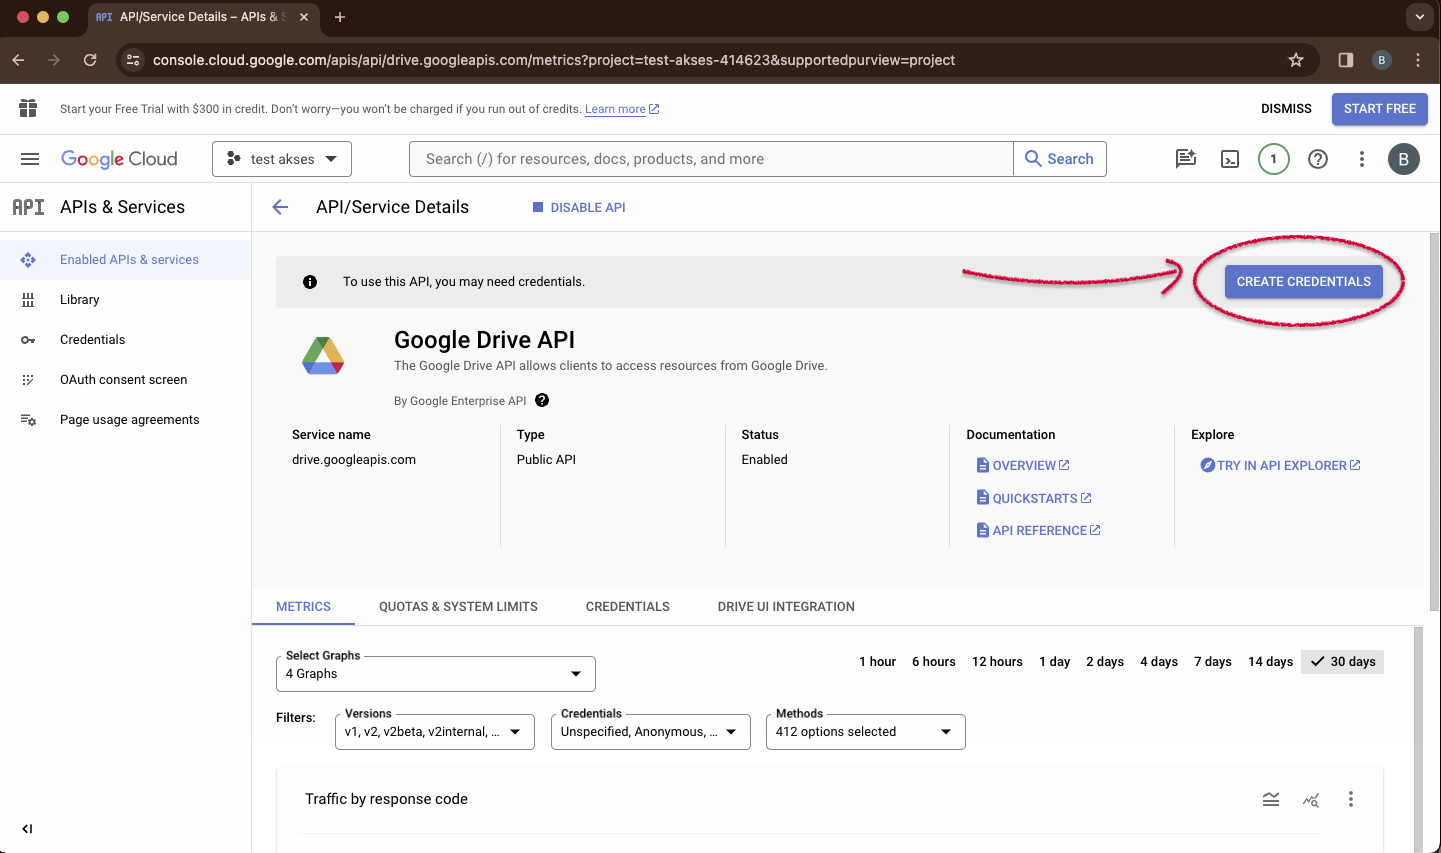 API API/Service Details – APIs & S
console.cloud.google.com/apis/api/drive.googleapis.com/metrics?project=test-akses-414623&supportedpurview=project
B
Start your Free Trial with $300 in credit. Don't worry—you won't be charged if you run out of credits. Learn more
DISMISS
START FREE
Google Cloud
test akses
Search (/) for resources, docs, products, and more
Search
1
B
API APIs & Services
API/Service Details
DISABLE API
Enabled APIs & services
Library
Credentials
OAuth consent screen
Page usage agreements
To use this API, you may need credentials.
CREATE CREDENTIALS
Google Drive API
The Google Drive API allows clients to access resources from Google Drive.
By Google Enterprise API
Service name
drive.googleapis.com
Type
Public API
Status
Enabled
Documentation
OVERVIEW
QUICKSTARTS
API REFERENCE
Explore
TRY IN API EXPLORER
METRICS
QUOTAS & SYSTEM LIMITS
CREDENTIALS
DRIVE UI INTEGRATION
Select Graphs
4 Graphs
1 hour
6 hours
12 hours
1 day
2 days
4 days
7 days
14 days
30 days
Filters:
Versions
v1, v2, v2beta, v2internal, ...
Credentials
Unspecified, Anonymous, ...
Methods
412 options selected
Traffic by response code